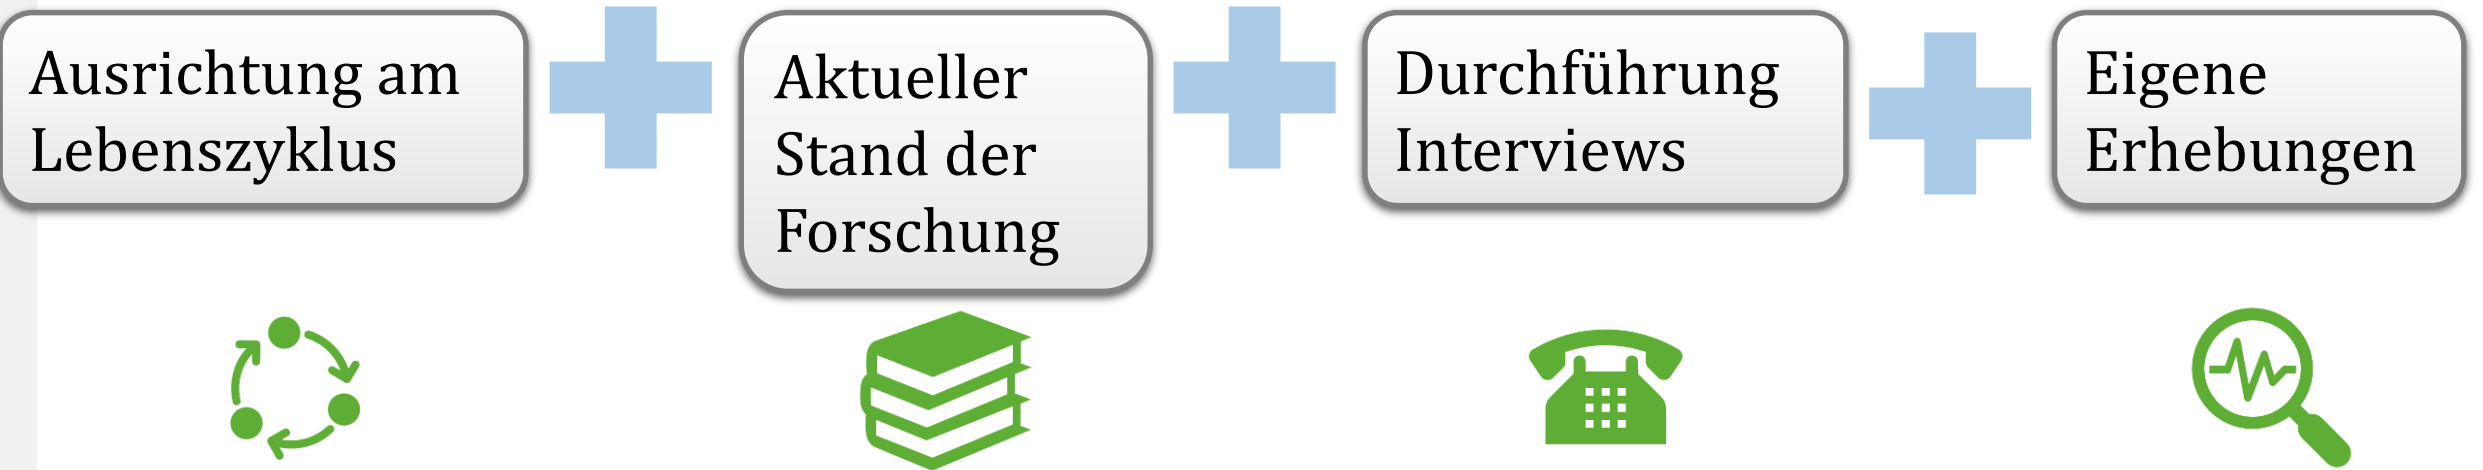 Ausrichtung am
Lebenszyklus
Aktueller
Stand der
Forschung
Durchführung
Interviews
Eigene
Erhebungen